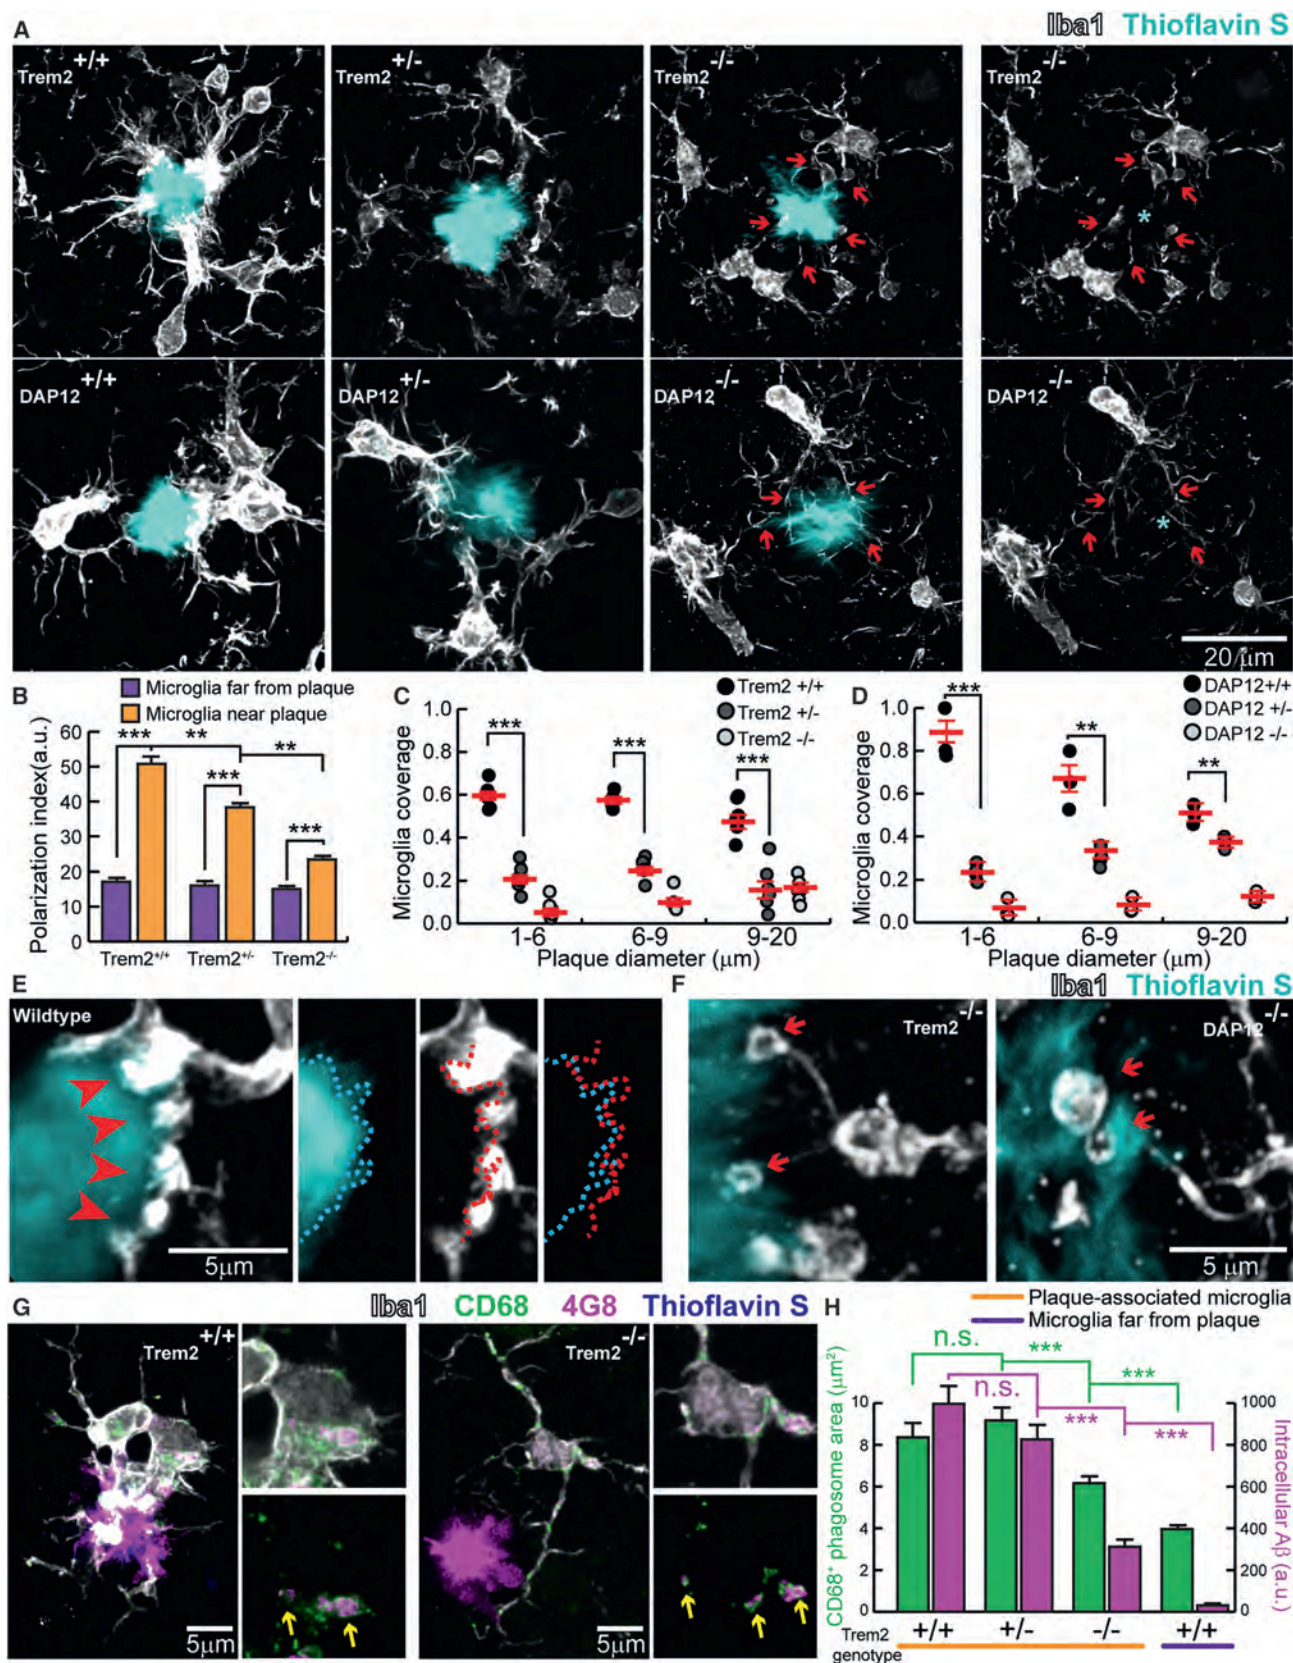 Iba1 Thioflavin S
A
Trem2 +/+
Trem2 +/-
Trem2 -/-
Trem2 -/-
DAP12 +/+
DAP12 +/-
DAP12 -/-
DAP12 -/-
*
*
20 μm
B
Microglia far from plaque
Microglia near plaque
Polarization index(a.u.)
60
50
40
30
20
10
0
*** ** **
***
***
Trem2+/+ Trem2+/- Trem2-/-
C
Trem2 +/+
Trem2 +/-
Trem2 -/-
Microglia coverage
1.0
0.8
0.6
0.4
0.2
0.0
*** *** ***
1-6 6-9 9-20
Plaque diameter (μm)
D
DAP12+/+
DAP12 +/-
DAP12 -/-
Microglia coverage
1.0
0.8
0.6
0.4
0.2
0.0
*** ** **
1-6 6-9 9-20
Plaque diameter (μm)
E
Wildtype
5μm
F
Iba1 Thioflavin S
Trem2 -/-
DAP12 -/-
5 μm
G
Iba1 CD68 4G8 Thioflavin S
Trem2 +/+
5μm
Trem2 -/-
5μm
H
Plaque-associated microglia
Microglia far from plaque
n.s. *** ***
n.s. *** ***
CD68+ phagosome area (μm2)
10
8
6
4
2
0
Intracellular Aβ (a.u.)
1000
800
600
400
200
0
Trem2 genotype +/+ +/- -/- +/+